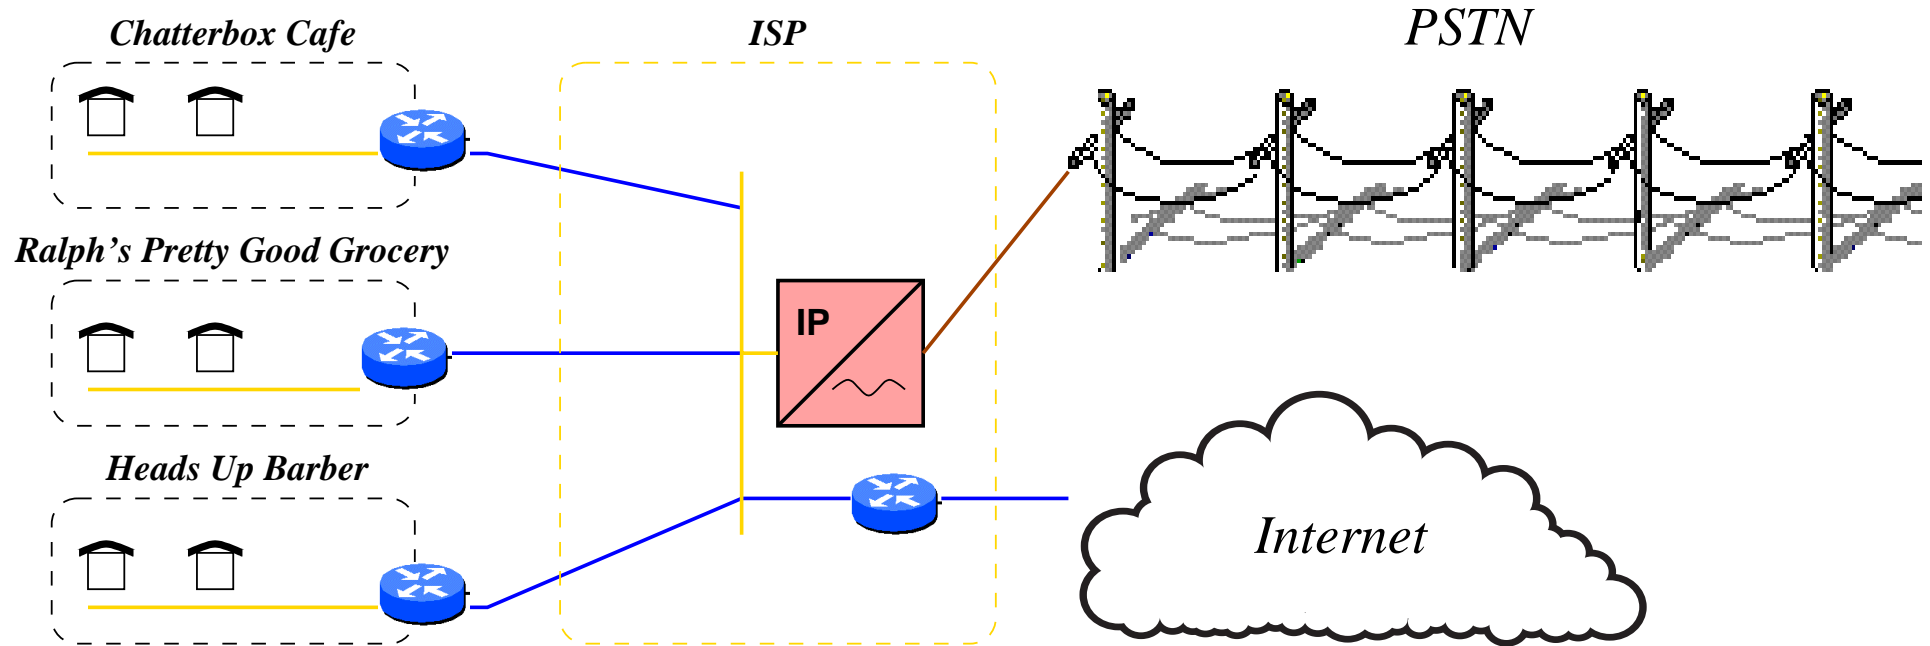 Chatterbox Cafe
ISP
PSTN
Ralph's Pretty Good Grocery
IP
Heads Up Barber
Internet